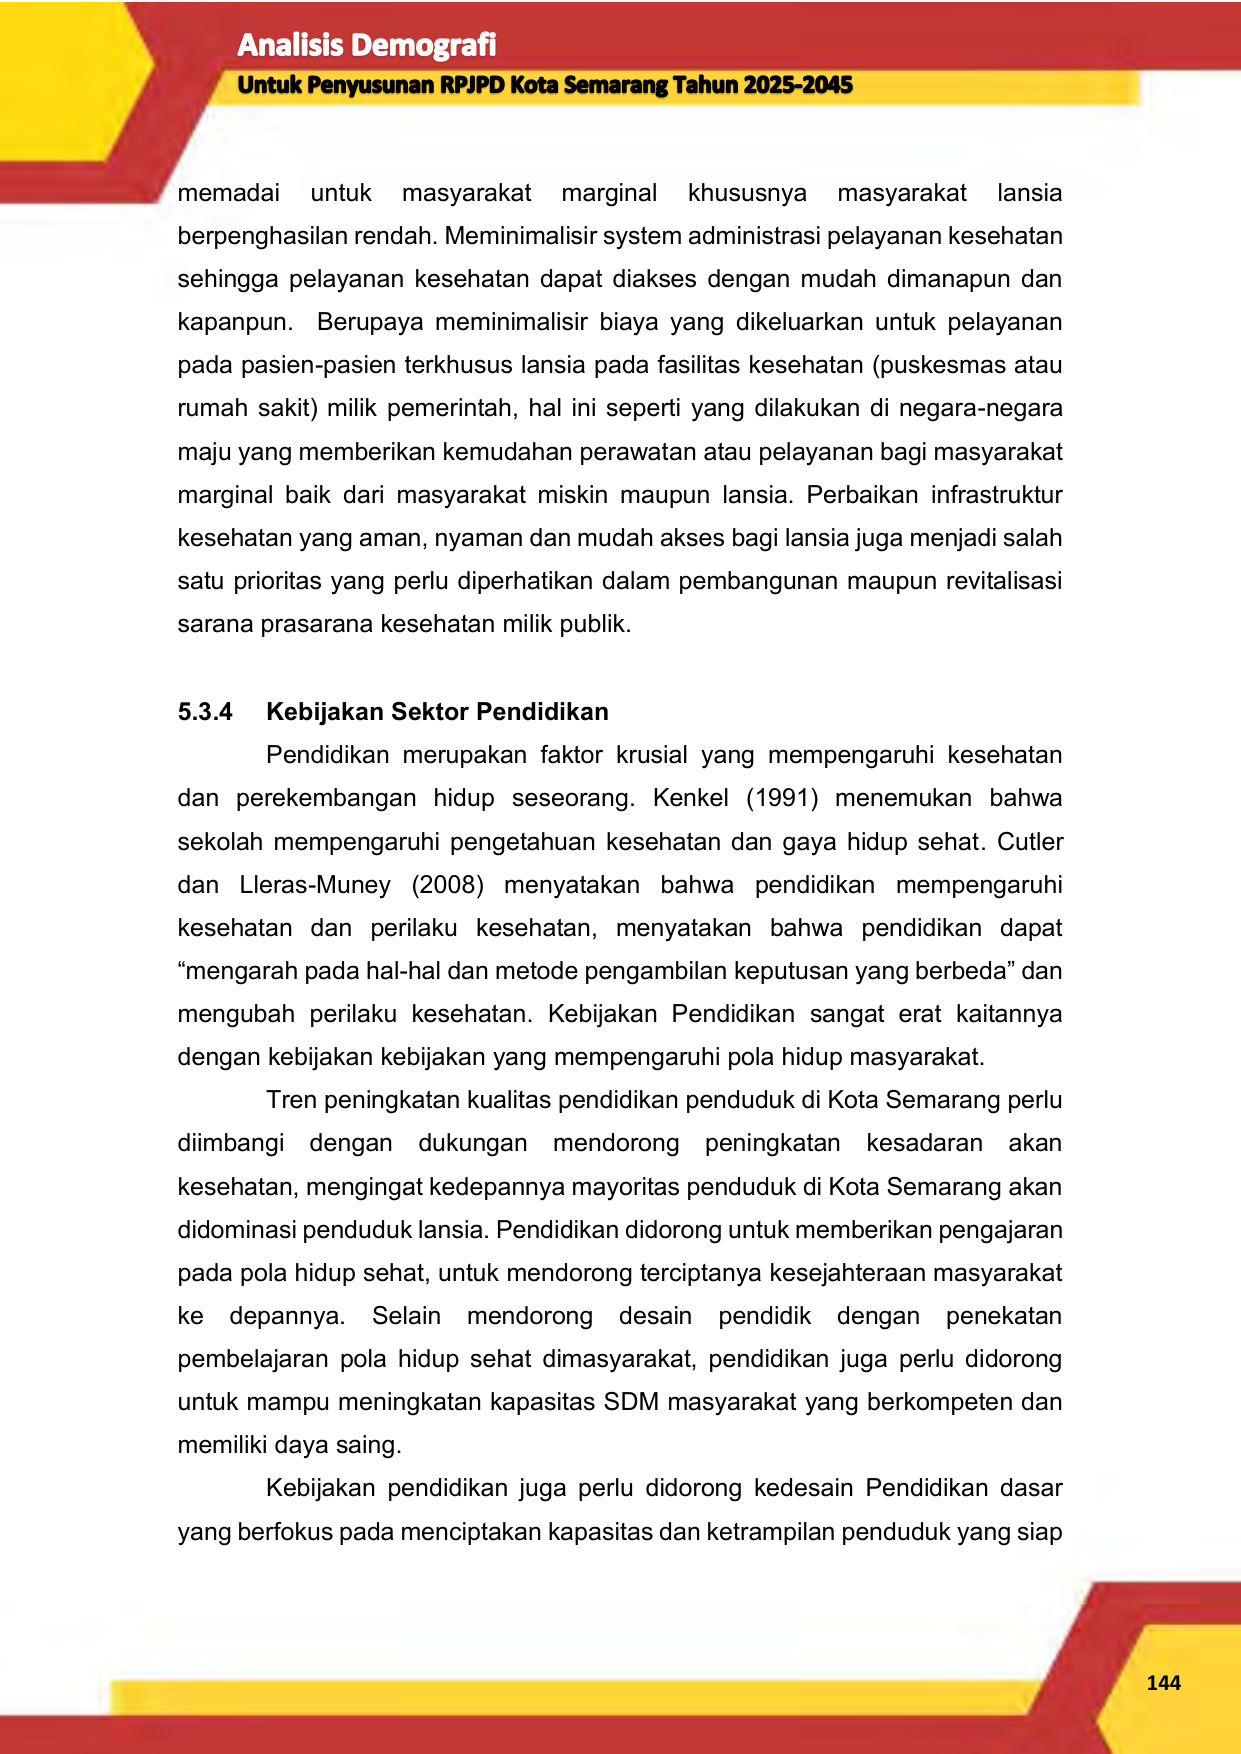 Analisis Demografi
Untuk Penyusunan RPJPD Kota Semarang Tahun 2025-2045
memadai untuk masyarakat marginal khususnya masyarakat lansia
berpenghasilan rendah. Meminimalisir system administrasi pelayanan kesehatan
sehingga pelayanan kesehatan dapat diakses dengan mudah dimanapun dan
kapanpun. Berupaya meminimalisir biaya yang dikeluarkan untuk pelayanan
pada pasien-pasien terkhusus lansia pada fasilitas kesehatan (puskesmas atau
rumah sakit) milik pemerintah, hal ini seperti yang dilakukan di negara-negara
maju yang memberikan kemudahan perawatan atau pelayanan bagi masyarakat
marginal baik dari masyarakat miskin maupun lansia. Perbaikan infrastruktur
kesehatan yang aman, nyaman dan mudah akses bagi lansia juga menjadi salah
satu prioritas yang perlu diperhatikan dalam pembangunan maupun revitalisasi
sarana prasarana kesehatan milik publik.
5.3.4 Kebijakan Sektor Pendidikan
Pendidikan merupakan faktor krusial yang mempengaruhi kesehatan
dan perekembangan hidup seseorang. Kenkel (1991) menemukan bahwa
sekolah mempengaruhi pengetahuan kesehatan dan gaya hidup sehat. Cutler
dan Lleras-Muney (2008) menyatakan bahwa pendidikan mempengaruhi
kesehatan dan perilaku kesehatan, menyatakan bahwa pendidikan dapat
“mengarah pada hal-hal dan metode pengambilan keputusan yang berbeda” dan
mengubah perilaku kesehatan. Kebijakan Pendidikan sangat erat kaitannya
dengan kebijakan kebijakan yang mempengaruhi pola hidup masyarakat.
Tren peningkatan kualitas pendidikan penduduk di Kota Semarang perlu
diimbangi dengan dukungan mendorong peningkatan kesadaran akan
kesehatan, mengingat kedepannya mayoritas penduduk di Kota Semarang akan
didominasi penduduk lansia. Pendidikan didorong untuk memberikan pengajaran
pada pola hidup sehat, untuk mendorong terciptanya kesejahteraan masyarakat
ke depannya. Selain mendorong desain pendidik dengan penekatan
pembelajaran pola hidup sehat dimasyarakat, pendidikan juga perlu didorong
untuk mampu meningkatan kapasitas SDM masyarakat yang berkompeten dan
memiliki daya saing.
Kebijakan pendidikan juga perlu didorong kedesain Pendidikan dasar
yang berfokus pada menciptakan kapasitas dan ketrampilan penduduk yang siap
144